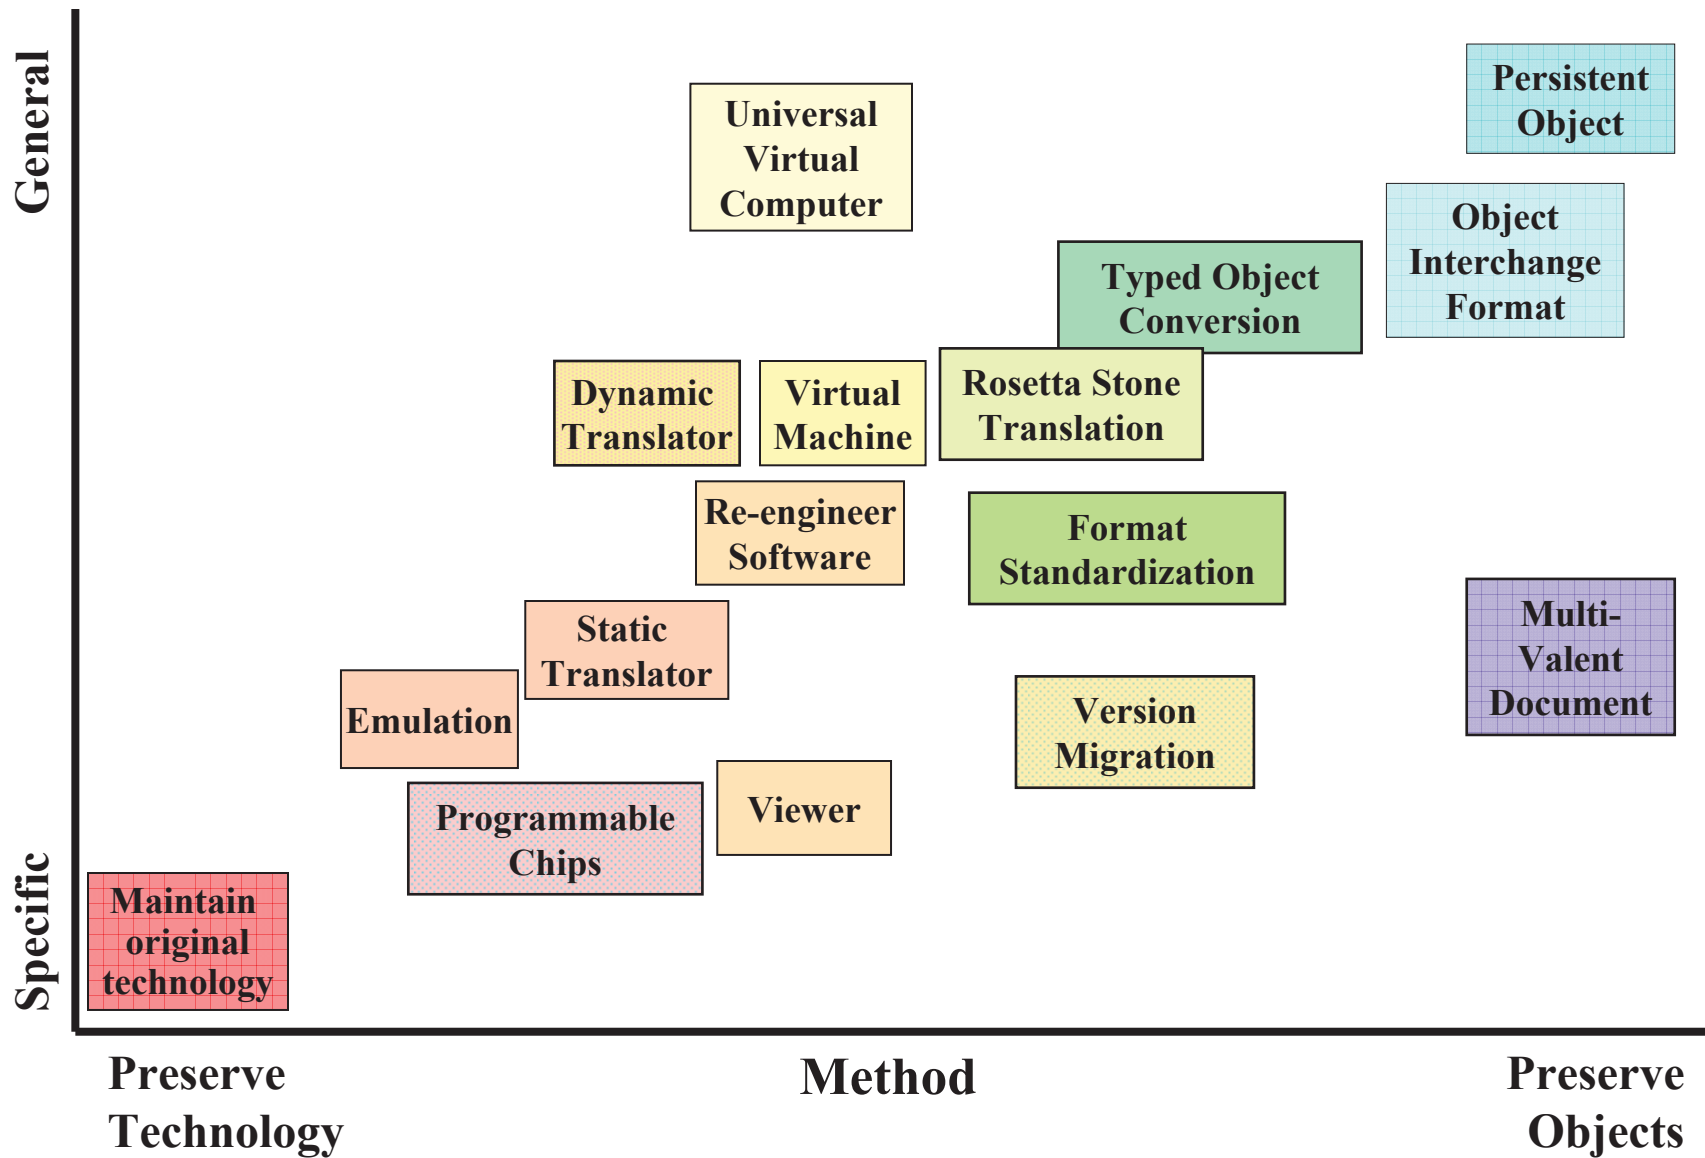 General
Specific
Persistent
Object
Universal
Virtual
Computer
Object
Interchange
Format
Typed Object
Conversion
Dynamic
Translator
Virtual
Machine
Rosetta Stone
Translation
Re-engineer
Software
Format
Standardization
Static
Translator
Multi-
Valent
Document
Emulation
Version
Migration
Programmable
Chips
Viewer
Maintain
original
technology
Preserve
Technology
Method
Preserve
Objects